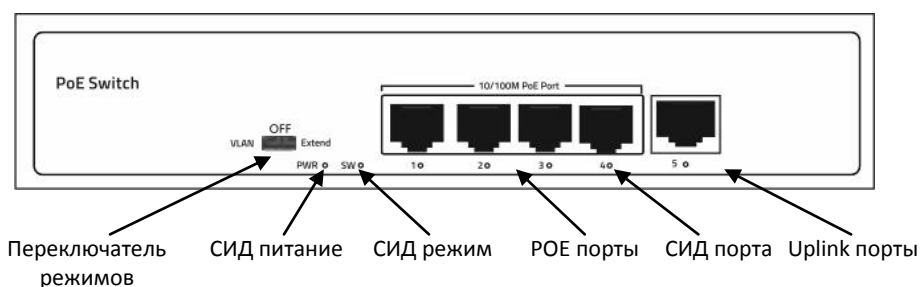 10/100M PoE Port
PoE Switch
OFF
VLAN Extend
PWR SW 1 2 3 4 5
Переключатель режимов СИД питание СИД режим POE порты СИД порта Uplink порты